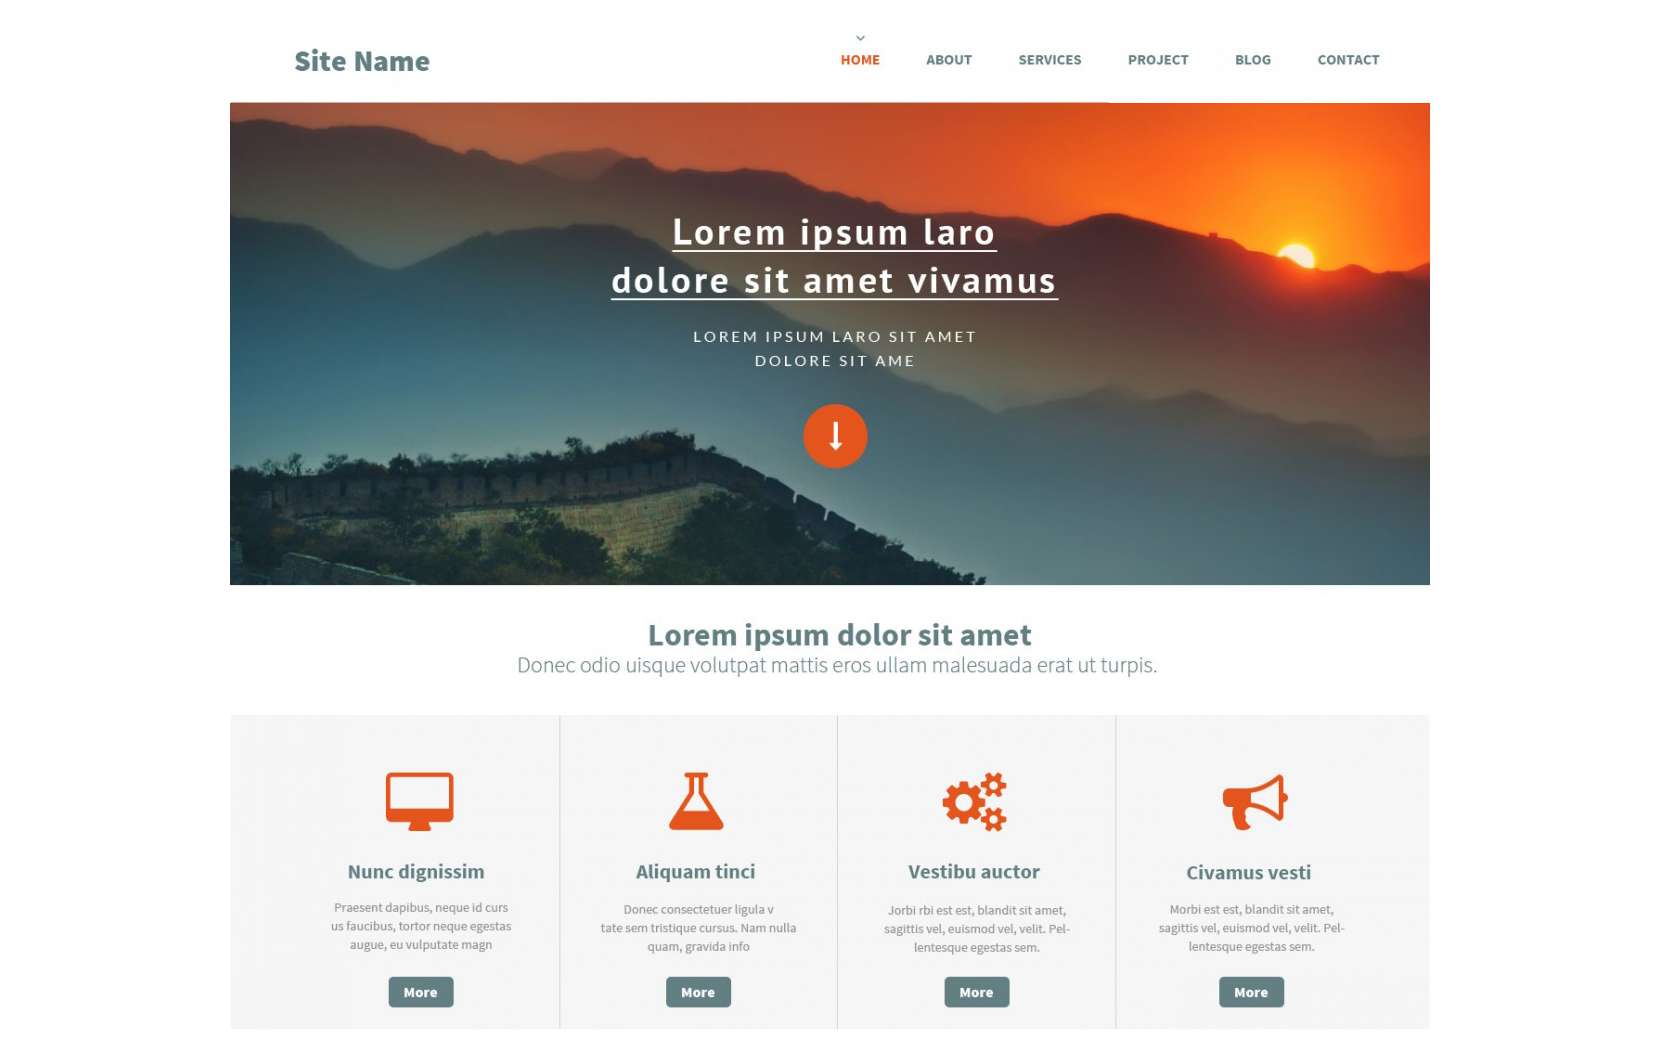 Site Name
HOME ABOUT SERVICES PROJECT BLOG CONTACT
Lorem ipsum laro
dolore sit amet vivamus
LOREM IPSUM LARO SIT AMET
DOLORE SIT AME
Lorem ipsum dolor sit amet
Donec odio uisque volutpat mattis eros ullam malesuada erat ut turpis.
Nunc dignissim
Praesent dapibus, neque id curs
us faucibus, tortor neque egestas
augue, eu vulputate magn
More
Aliquam tinci
Donec consectetuer ligula v
tate sem tristique cursus. Nam nulla
quam, gravida info
More
Vestibu auctor
Jorbi rbi est est, blandit sit amet,
sagittis vel, euismod vel, velit. Pel-
lentesque egestas sem.
More
Civamus vesti
Morbi est est, blandit sit amet,
sagittis vel, euismod vel, velit. Pel-
lentesque egestas sem.
More